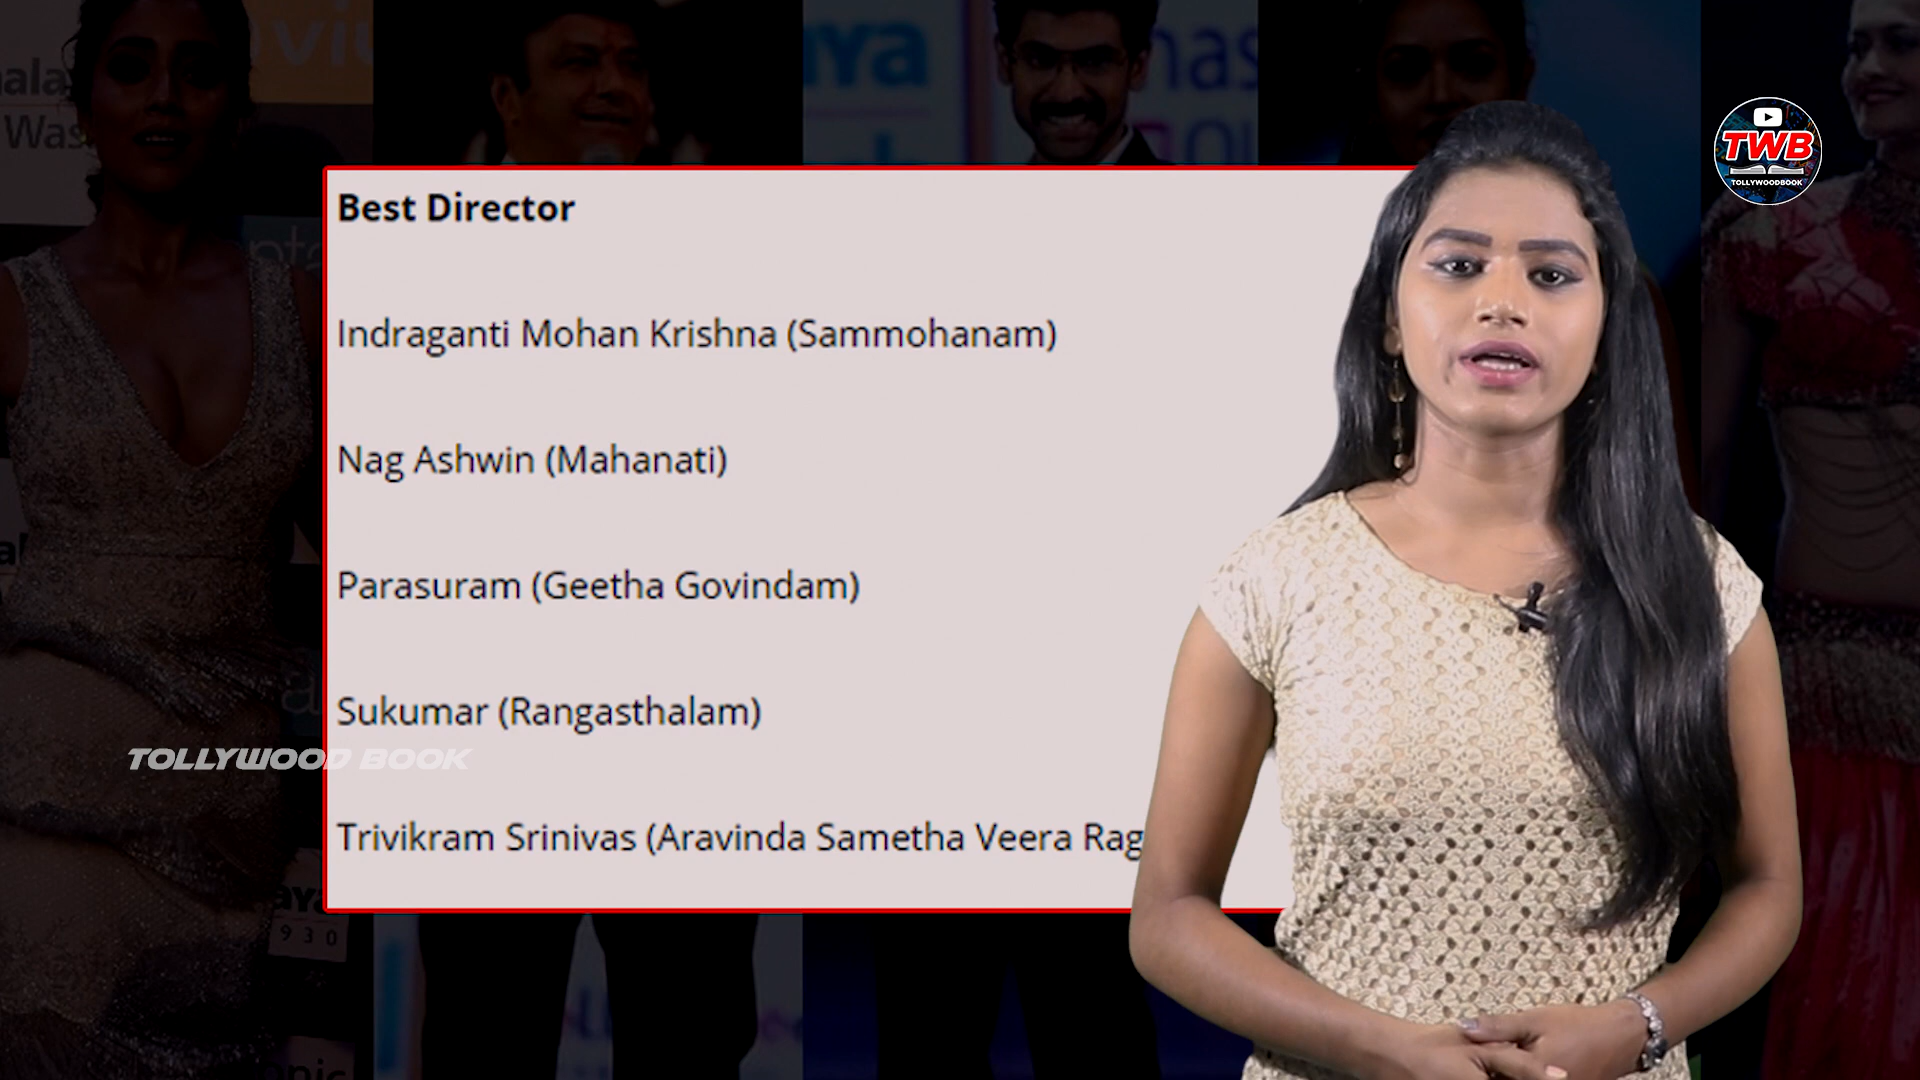 TWB
TOLLYWOODBOOK
Best Director
Indraganti Mohan Krishna (Sammohanam)
Nag Ashwin (Mahanati)
Parasuram (Geetha Govindam)
Sukumar (Rangasthalam)
TOLLYWOOD BOOK
Trivikram Srinivas (Aravinda Sametha Veera Rag
930